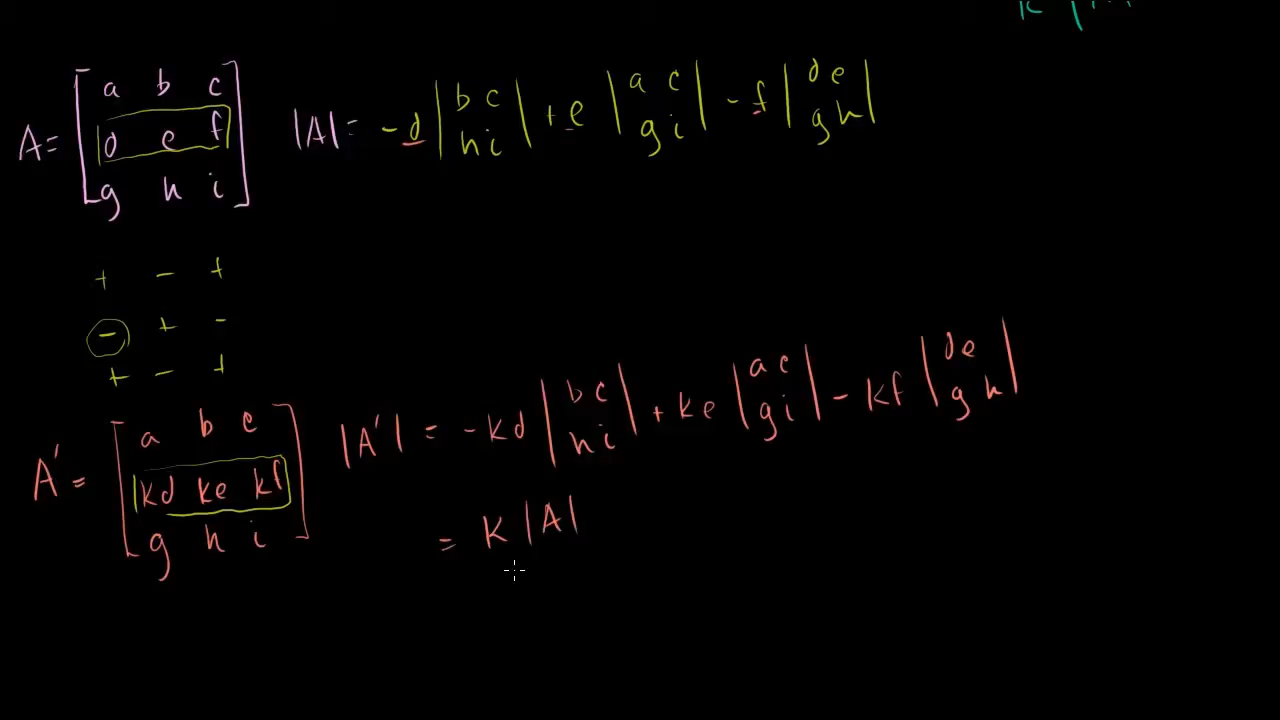 A = [a b c
d e f
g h i]
|A| = -d |b c
h i| + e |a c
g i| - f |d e
g h|
+ - +
- + -
+ - +
A' = [a b c
kd ke kf
g h i]
|A'| = -kd |b c
h i| + ke |a c
g i| - kf |d e
g h|
= K |A|